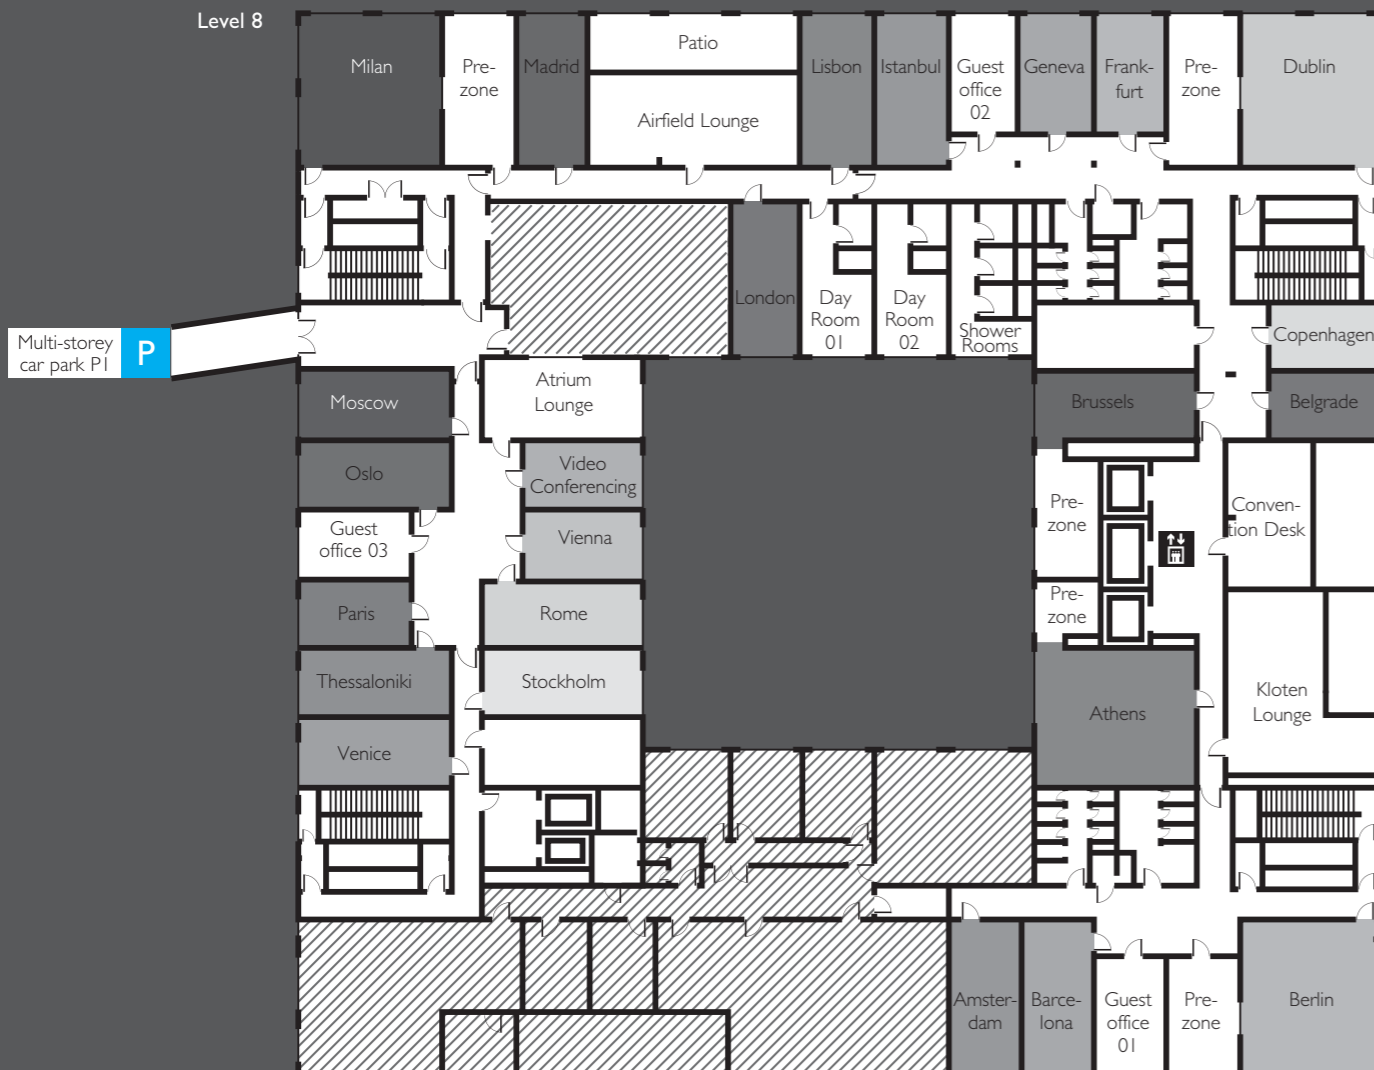 Level 8
Milan
Pre-
zone
Madrid
Patio
Airfield Lounge
Lisbon
Istanbul
Guest
office
02
Geneva
Frank-
furt
Pre-
zone
Dublin
London
Day
Room
01
Day
Room
02
Shower
Rooms
Copenhagen
Multi-storey
car park P1
P
Atrium
Lounge
Moscow
Brussels
Belgrade
Oslo
Video
Conferencing
Guest
office 03
Vienna
Pre-
zone
Conven-
tion Desk
Paris
Rome
Pre-
zone
Thessaloniki
Stockholm
Kloten
Lounge
Athens
Venice
Amster-
dam
Barce-
lona
Guest
office
01
Pre-
zone
Berlin